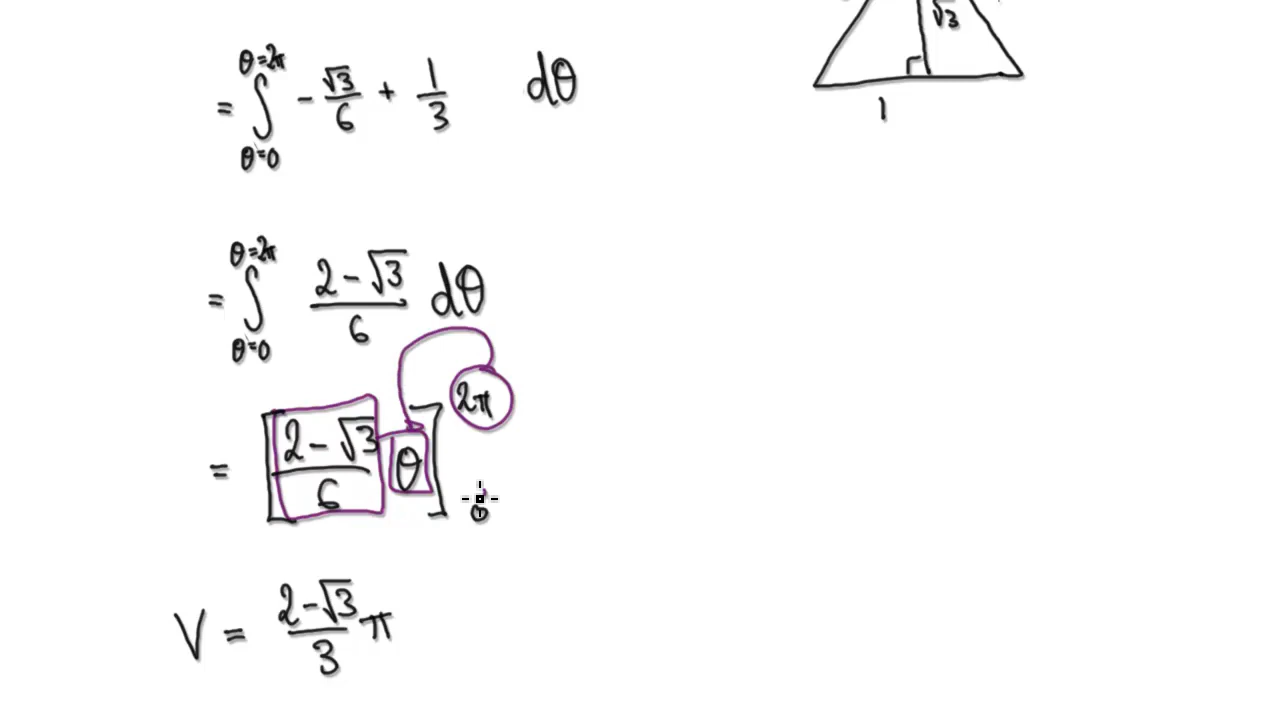 √3
1
θ=2π
= ∫ - √3/6 + 1/3 dθ
θ=0
θ=2π
= ∫ 2-√3/6 dθ
θ=0
2π
= [2-√3/6 θ]
0
V = 2-√3/3 π